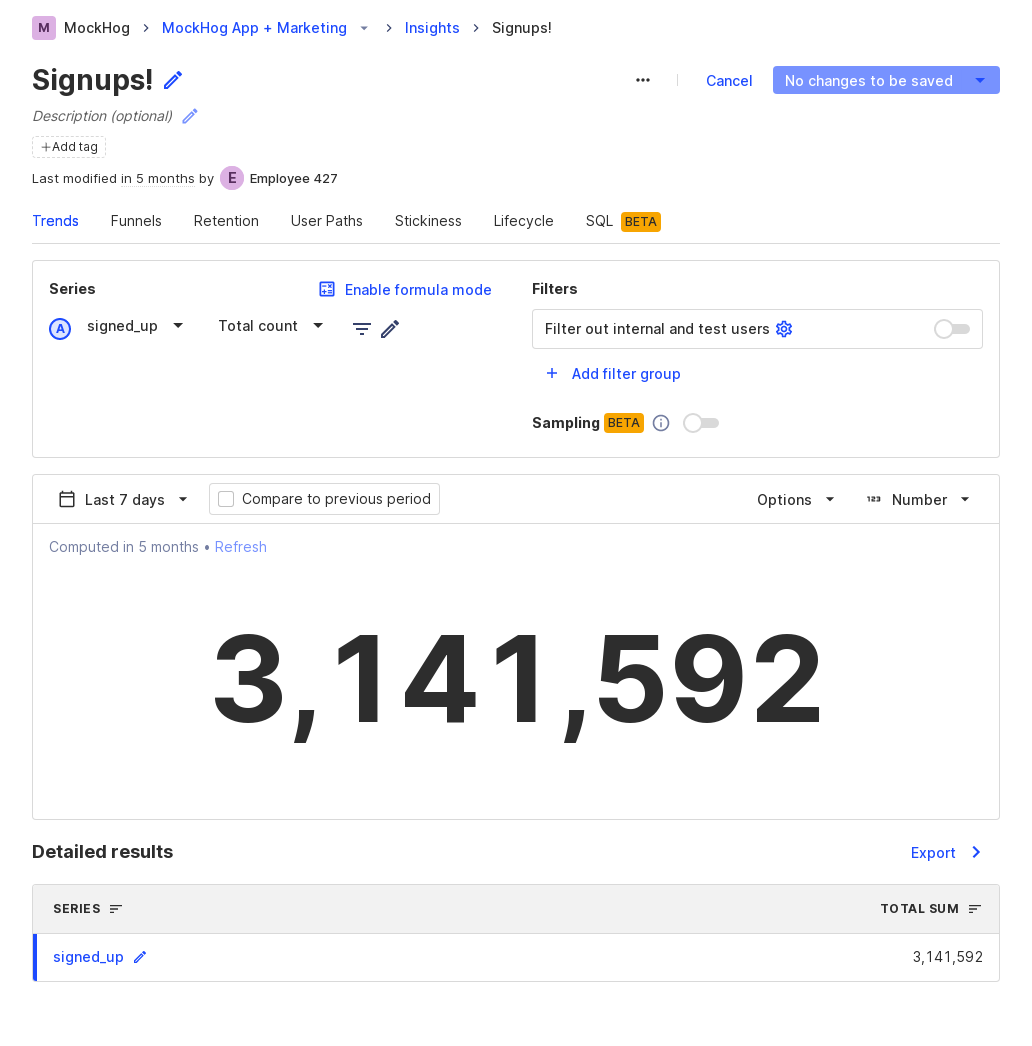 M MockHog MockHog App + Marketing Insights Signups!
Signups!
Cancel No changes to be saved
Description (optional)
+Add tag
Last modified in 5 months by E Employee 427
Trends Funnels Retention User Paths Stickiness Lifecycle SQL BETA
Series Enable formula mode
A signed_up Total count
Filters
Filter out internal and test users
+ Add filter group
Sampling BETA
Last 7 days Compare to previous period Options 123 Number
Computed in 5 months • Refresh
3,141,592
Detailed results Export
SERIES TOTAL SUM
signed_up 3,141,592